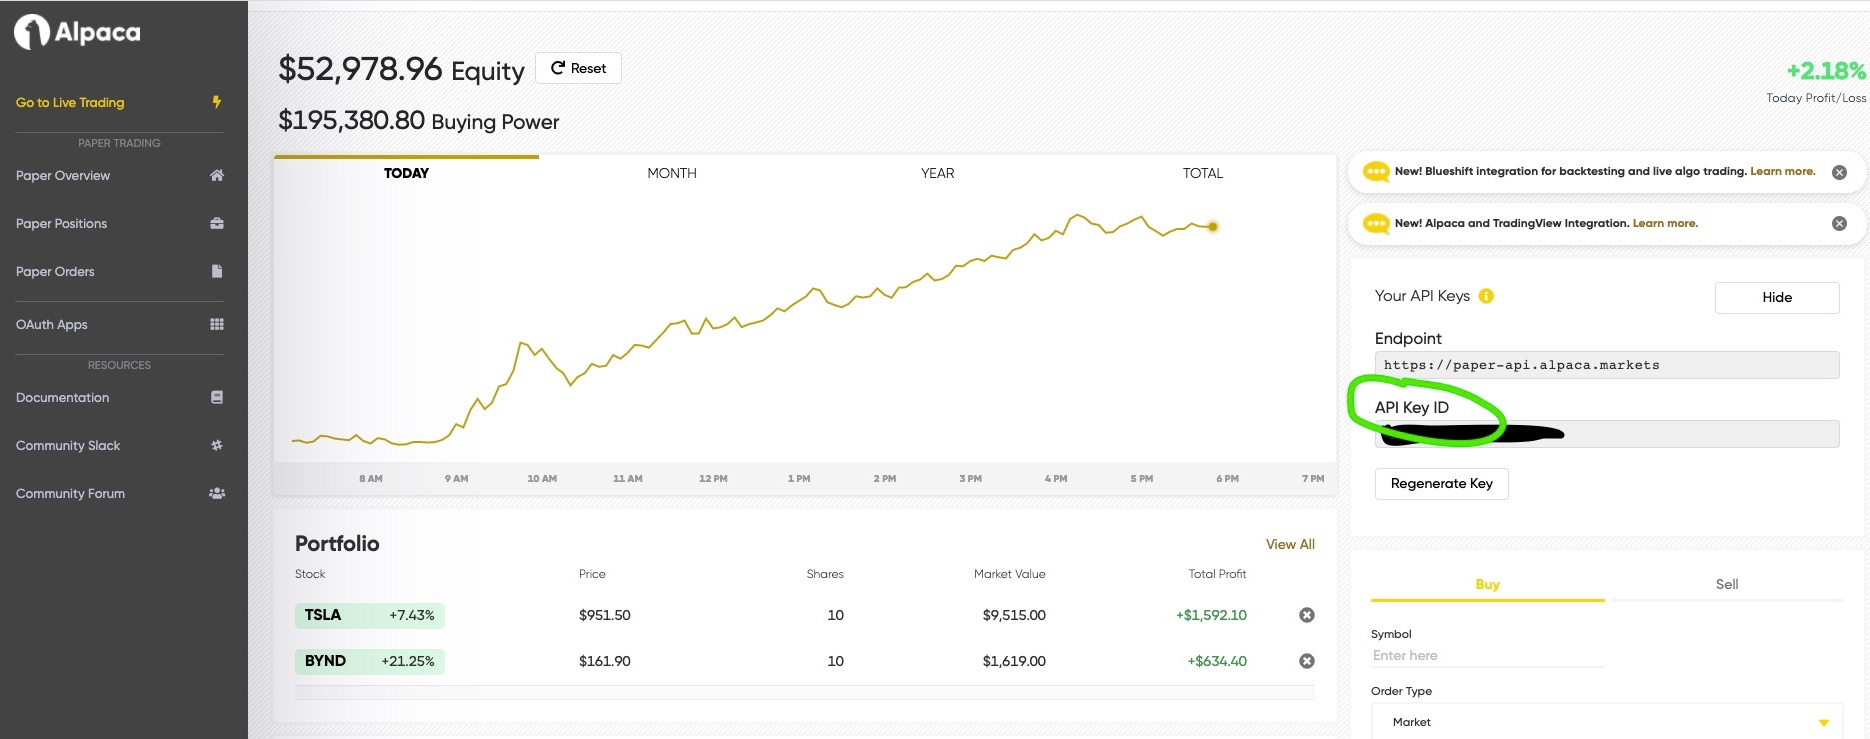 Alpaca
Go to Live Trading
PAPER TRADING
Paper Overview
Paper Positions
Paper Orders
OAuth Apps
RESOURCES
Documentation
Community Slack
Community Forum
$52,978.96 Equity
Reset
$195,380.80 Buying Power
+2.18%
Today Profit/Loss
TODAY MONTH YEAR TOTAL
8 AM 9 AM 10 AM 11 AM 12 PM 1 PM 2 PM 3 PM 4 PM 5 PM 6 PM 7 PM
Portfolio
View All
Stock Price Shares Market Value Total Profit
TSLA +7.43% $951.50 10 $9,515.00 +$1,592.10
BYND +21.25% $161.90 10 $1,619.00 +$634.40
New! Blueshift integration for backtesting and live algo trading. Learn more.
New! Alpaca and TradingView Integration. Learn more.
Your API Keys
Hide
Endpoint
https://paper-api.alpaca.markets
API Key ID
Regenerate Key
Buy Sell
Symbol
Enter here
Order Type
Market